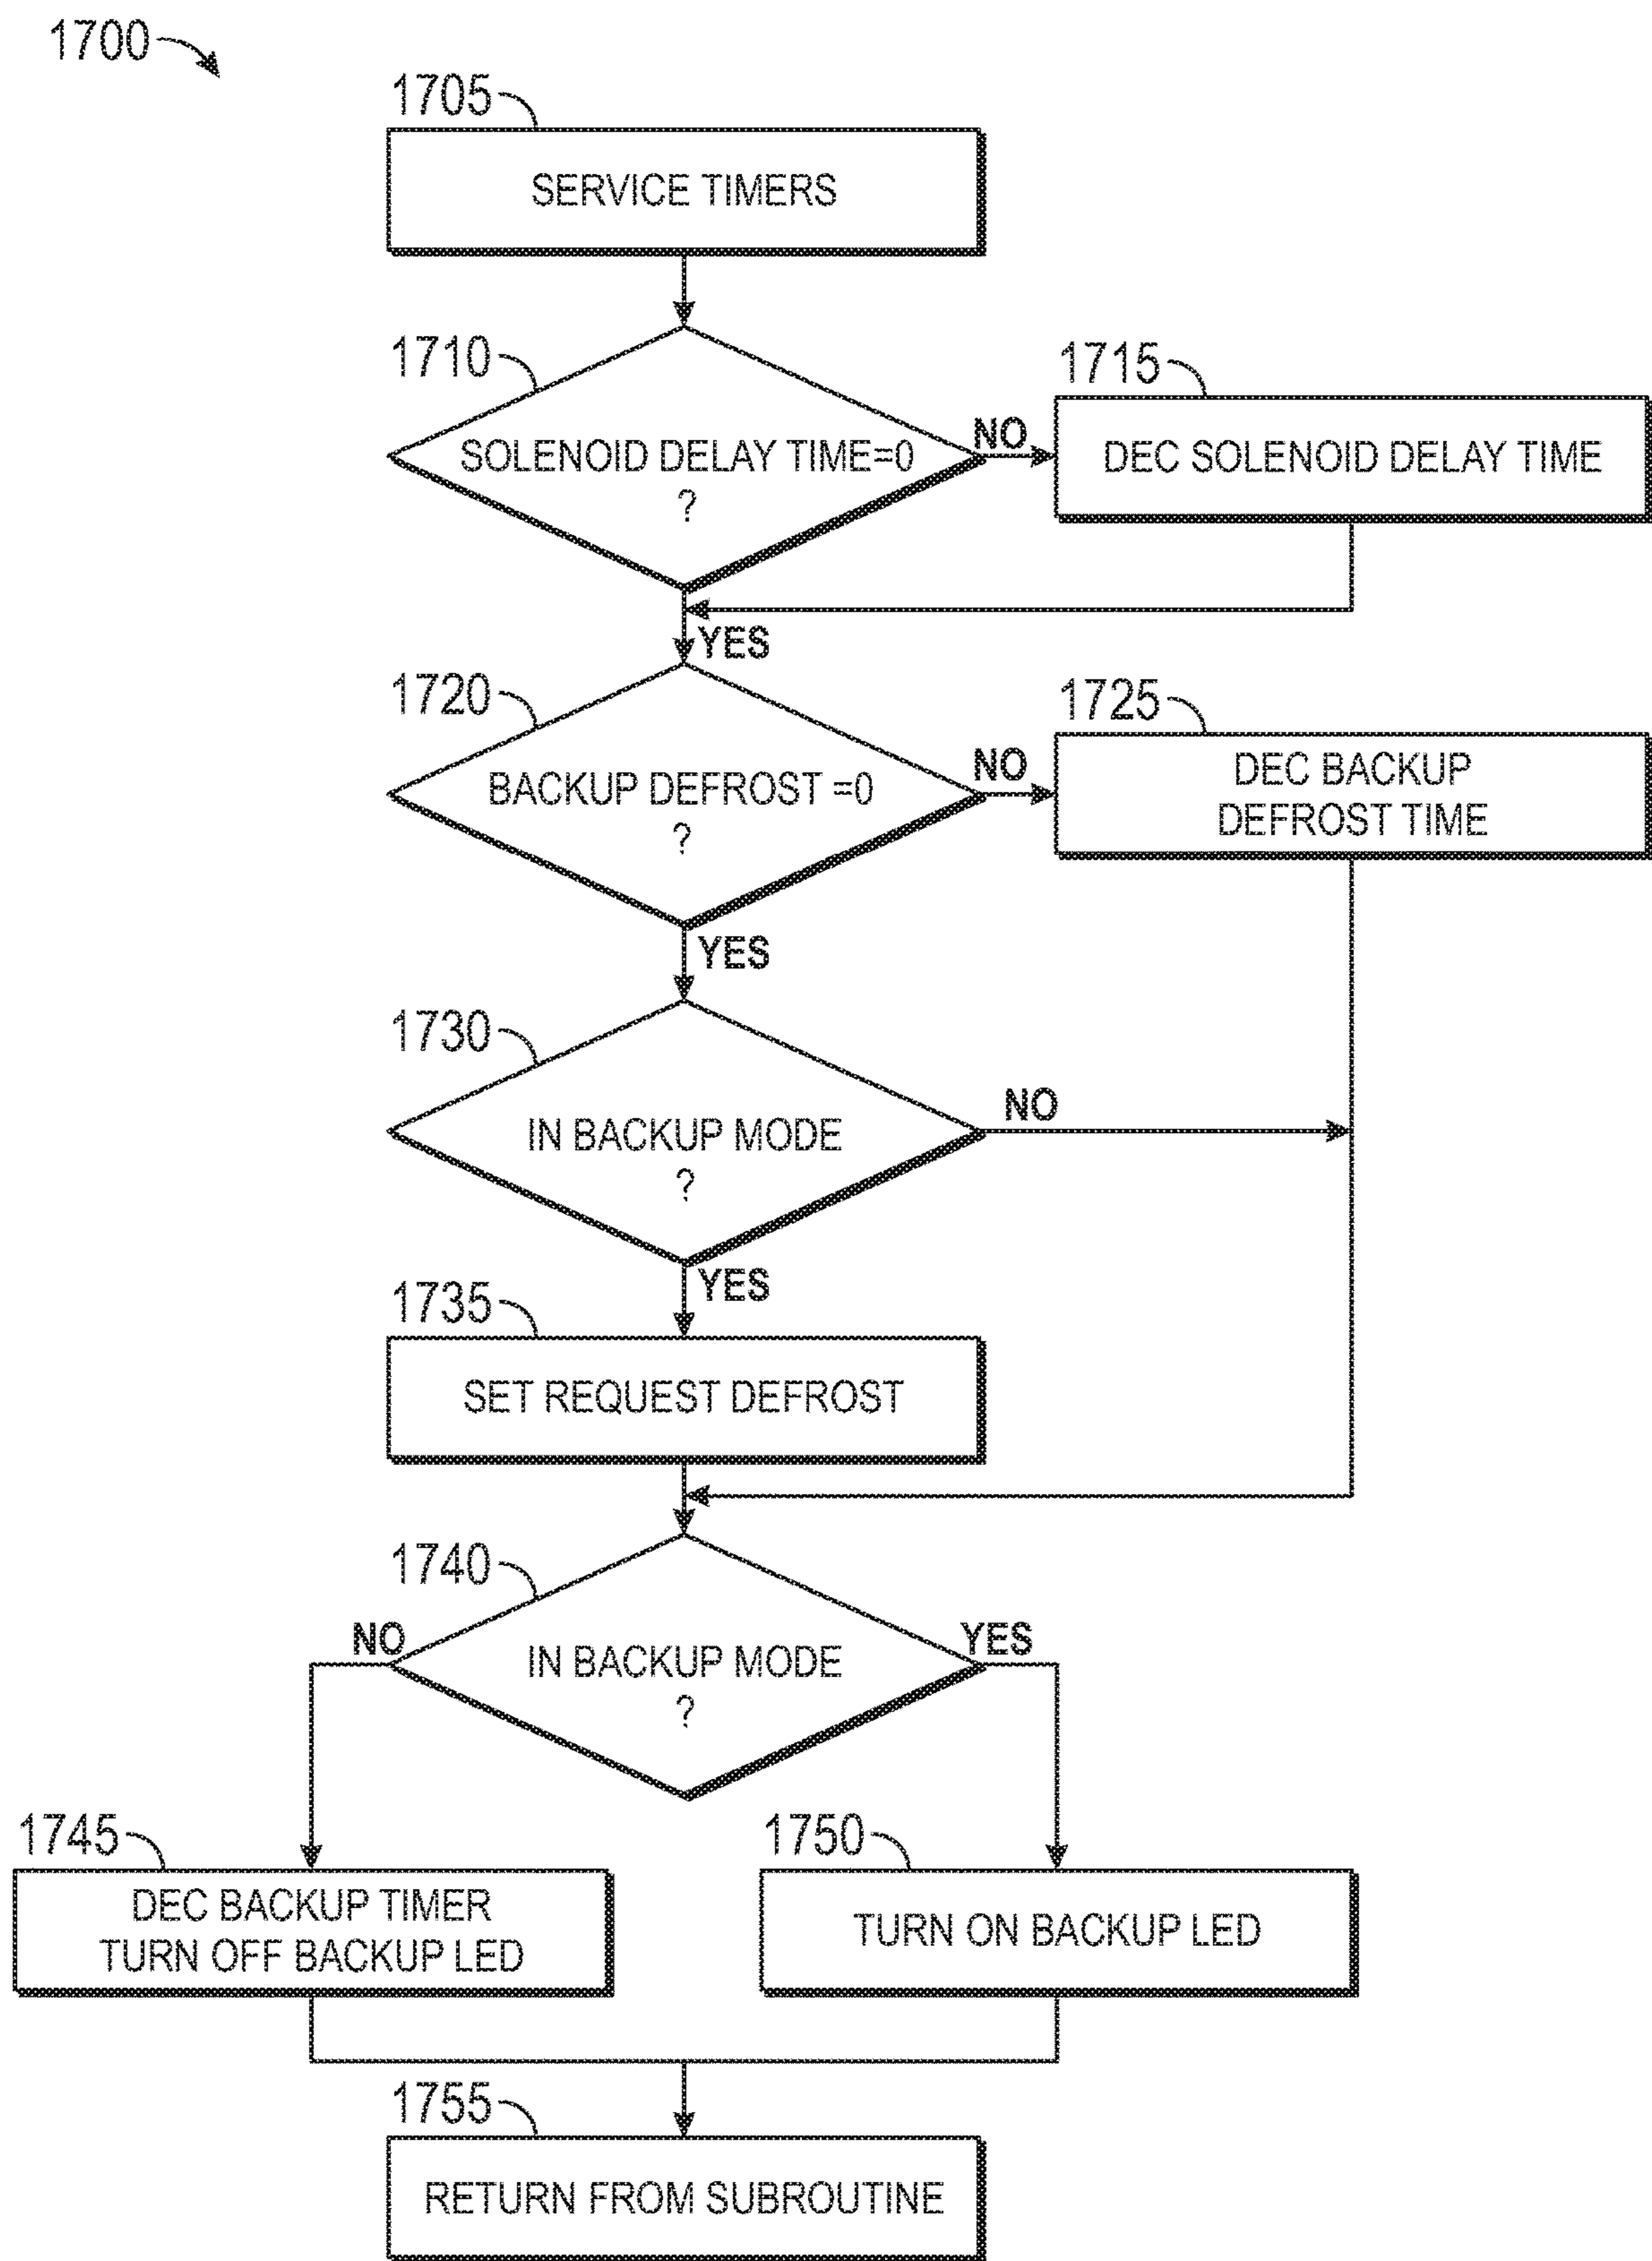 1700
1705
SERVICE TIMERS
1710
SOLENOID DELAY TIME=0
?
NO
1715
DEC SOLENOID DELAY TIME
YES
1720
BACKUP DEFROST =0
?
NO
1725
DEC BACKUP
DEFROST TIME
YES
1730
IN BACKUP MODE
?
NO
YES
1735
SET REQUEST DEFROST
1740
IN BACKUP MODE
?
NO
YES
1745
DEC BACKUP TIMER
TURN OFF BACKUP LED
1750
TURN ON BACKUP LED
1755
RETURN FROM SUBROUTINE